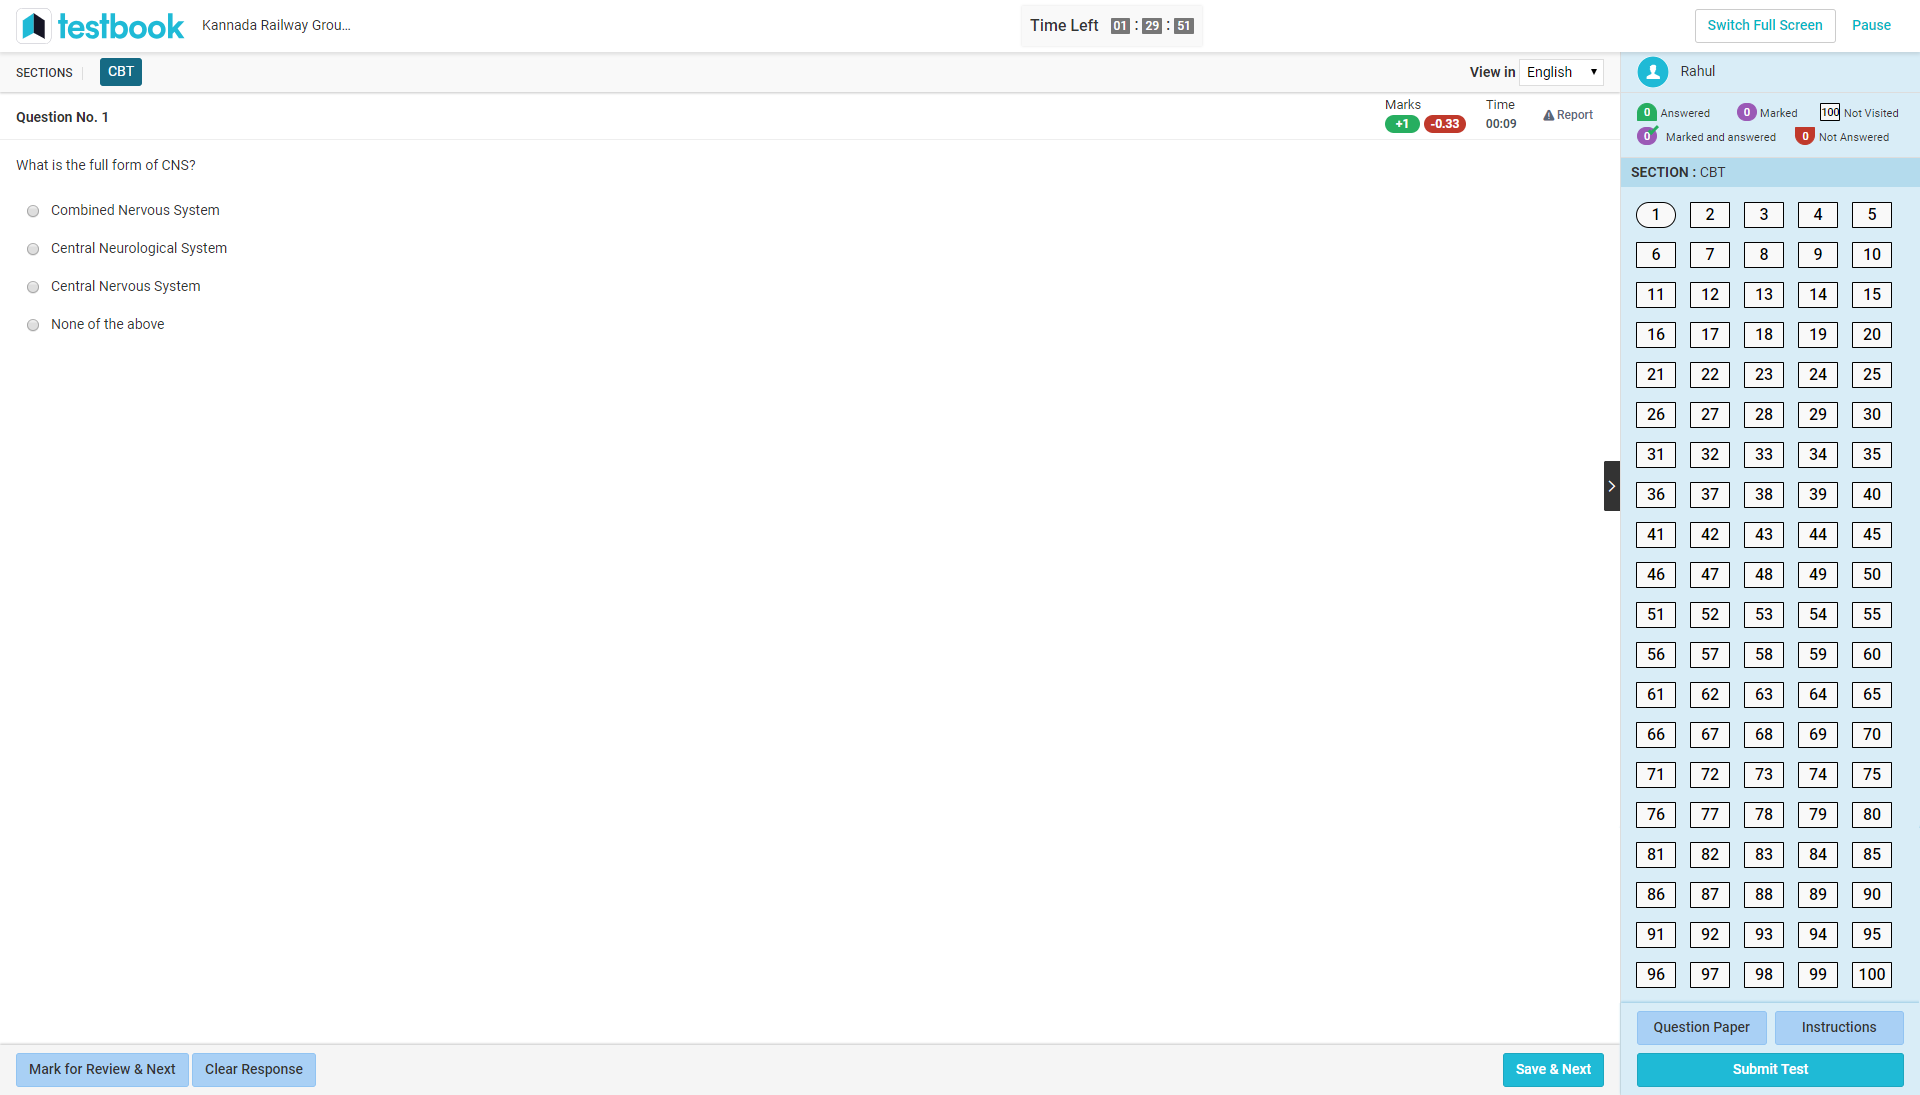 testbook Kannada Railway Grou... Time Left 01 : 29 : 51 Switch Full Screen Pause
SECTIONS CBT View in English
Rahul
Question No. 1
Marks +1 -0.33
Time 00:09
Report
0 Answered 0 Marked 100 Not Visited
0 Marked and answered 0 Not Answered
What is the full form of CNS?
Combined Nervous System
Central Neurological System
Central Nervous System
None of the above
SECTION : CBT
1 2 3 4 5
6 7 8 9 10
11 12 13 14 15
16 17 18 19 20
21 22 23 24 25
26 27 28 29 30
31 32 33 34 35
36 37 38 39 40
41 42 43 44 45
46 47 48 49 50
51 52 53 54 55
56 57 58 59 60
61 62 63 64 65
66 67 68 69 70
71 72 73 74 75
76 77 78 79 80
81 82 83 84 85
86 87 88 89 90
91 92 93 94 95
96 97 98 99 100
Question Paper Instructions
Mark for Review & Next Clear Response Save & Next Submit Test